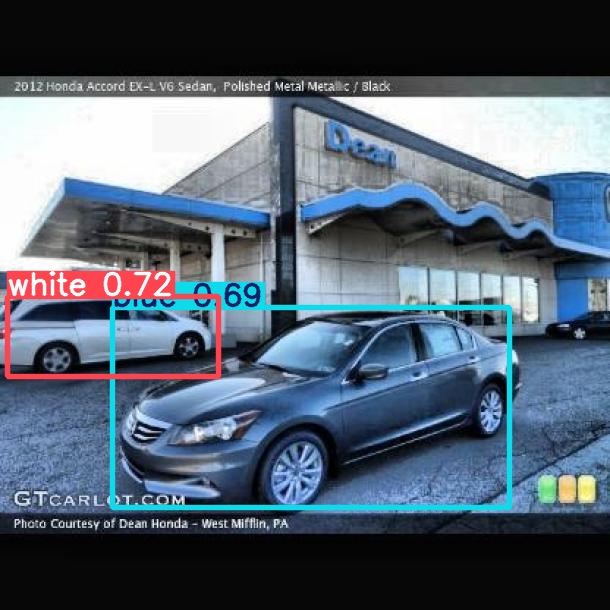 2012 Honda Accord EX-L V6 Sedan, Polished Metal Metallic / Black
Dean
white 0.72
blue 0.69
GTCARLOT.COM
Photo Courtesy of Dean Honda - West Mifflin, PA